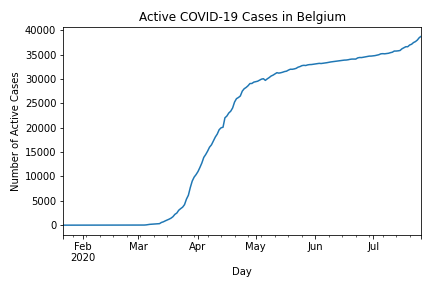 Active COVID-19 Cases in Belgium
Number of Active Cases
40000
35000
30000
25000
20000
15000
10000
5000
0
Feb Mar Apr May Jun Jul
2020
Day